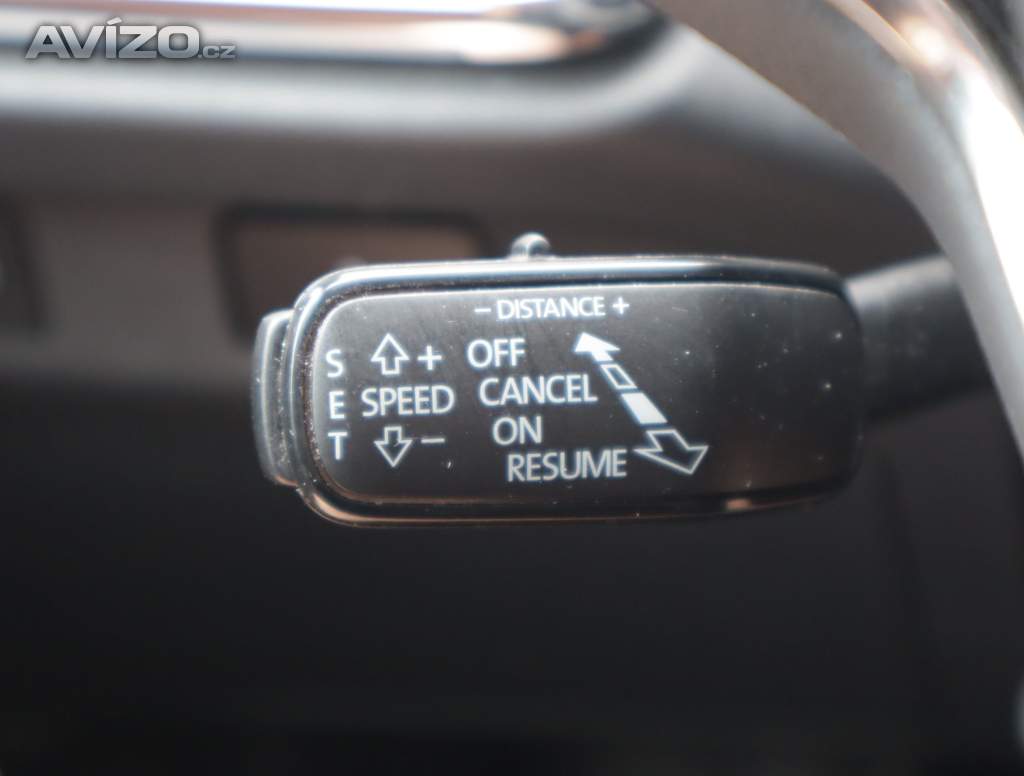 AVÍZO.cz
– DISTANCE +
S + OFF
E SPEED CANCEL
T – ON
RESUME